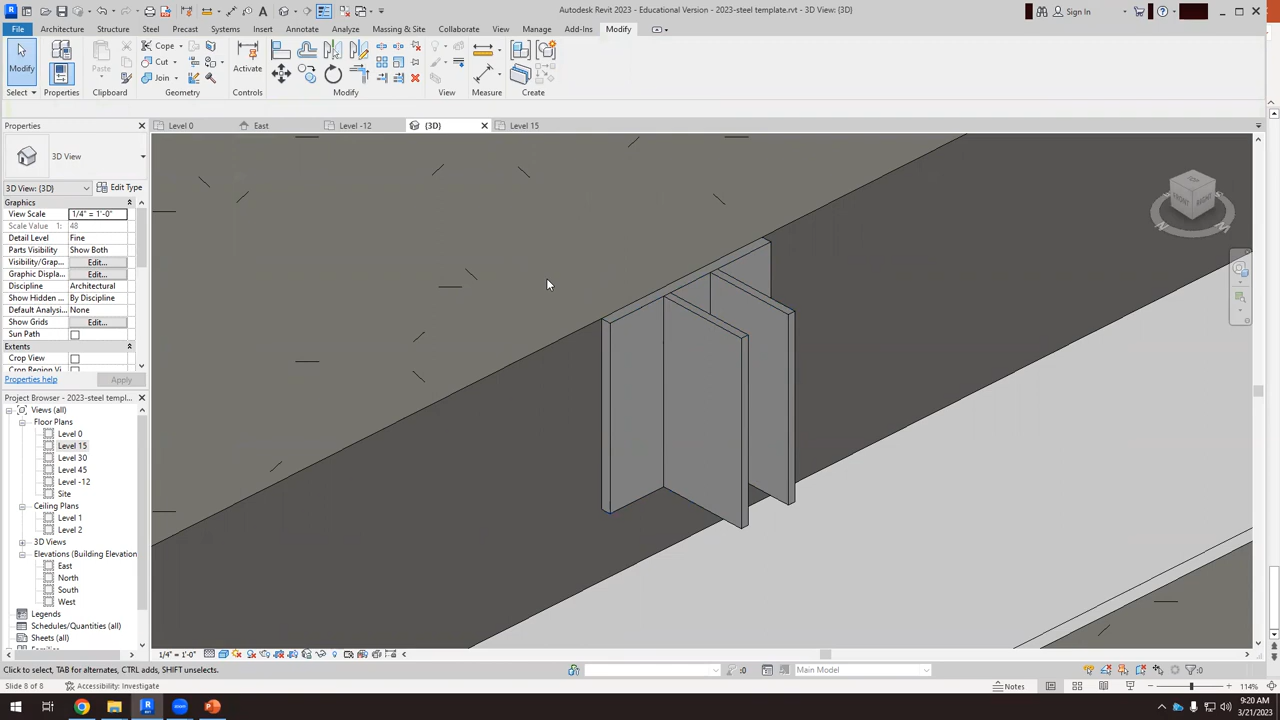 Autodesk Revit 2023 - Educational Version - 2023-steel template.rvt - 3D View: {3D}
Sign In
File Architecture Structure Steel Precast Systems Insert Annotate Analyze Massing & Site Collaborate View Manage Add-Ins Modify
Modify
Paste
Cope
Cut
Join
Activate
Select Properties Clipboard Geometry Controls Modify View Measure Create
Properties
Level 0 East Level -12 {3D} Level 15
3D View
3D View: {3D} Edit Type
Graphics
View Scale 1/4" = 1'-0"
Scale Value 1: 48
Detail Level Fine
Parts Visibility Show Both
Visibility/Grap... Edit...
Graphic Displa... Edit...
Discipline Architectural
Show Hidden ... By Discipline
Default Analysi... None
Show Grids Edit...
Sun Path
Extents
Crop View
Crop Region Vi
Properties help Apply
Project Browser - 2023-steel templ...
Views (all)
Floor Plans
Level 0
Level 15
Level 30
Level 45
Level -12
Site
Ceiling Plans
Level 1
Level 2
3D Views
Elevations (Building Elevation
East
North
South
West
Legends
Schedules/Quantities (all)
Sheets (all)
TOP
FRONT
RIGHT
1/4" = 1'-0"
Click to select, TAB for alternates, CTRL adds, SHIFT unselects.
:0 Main Model :0
Slide 8 of 8 Accessibility: Investigate Notes 114%
9:20 AM
3/21/2023